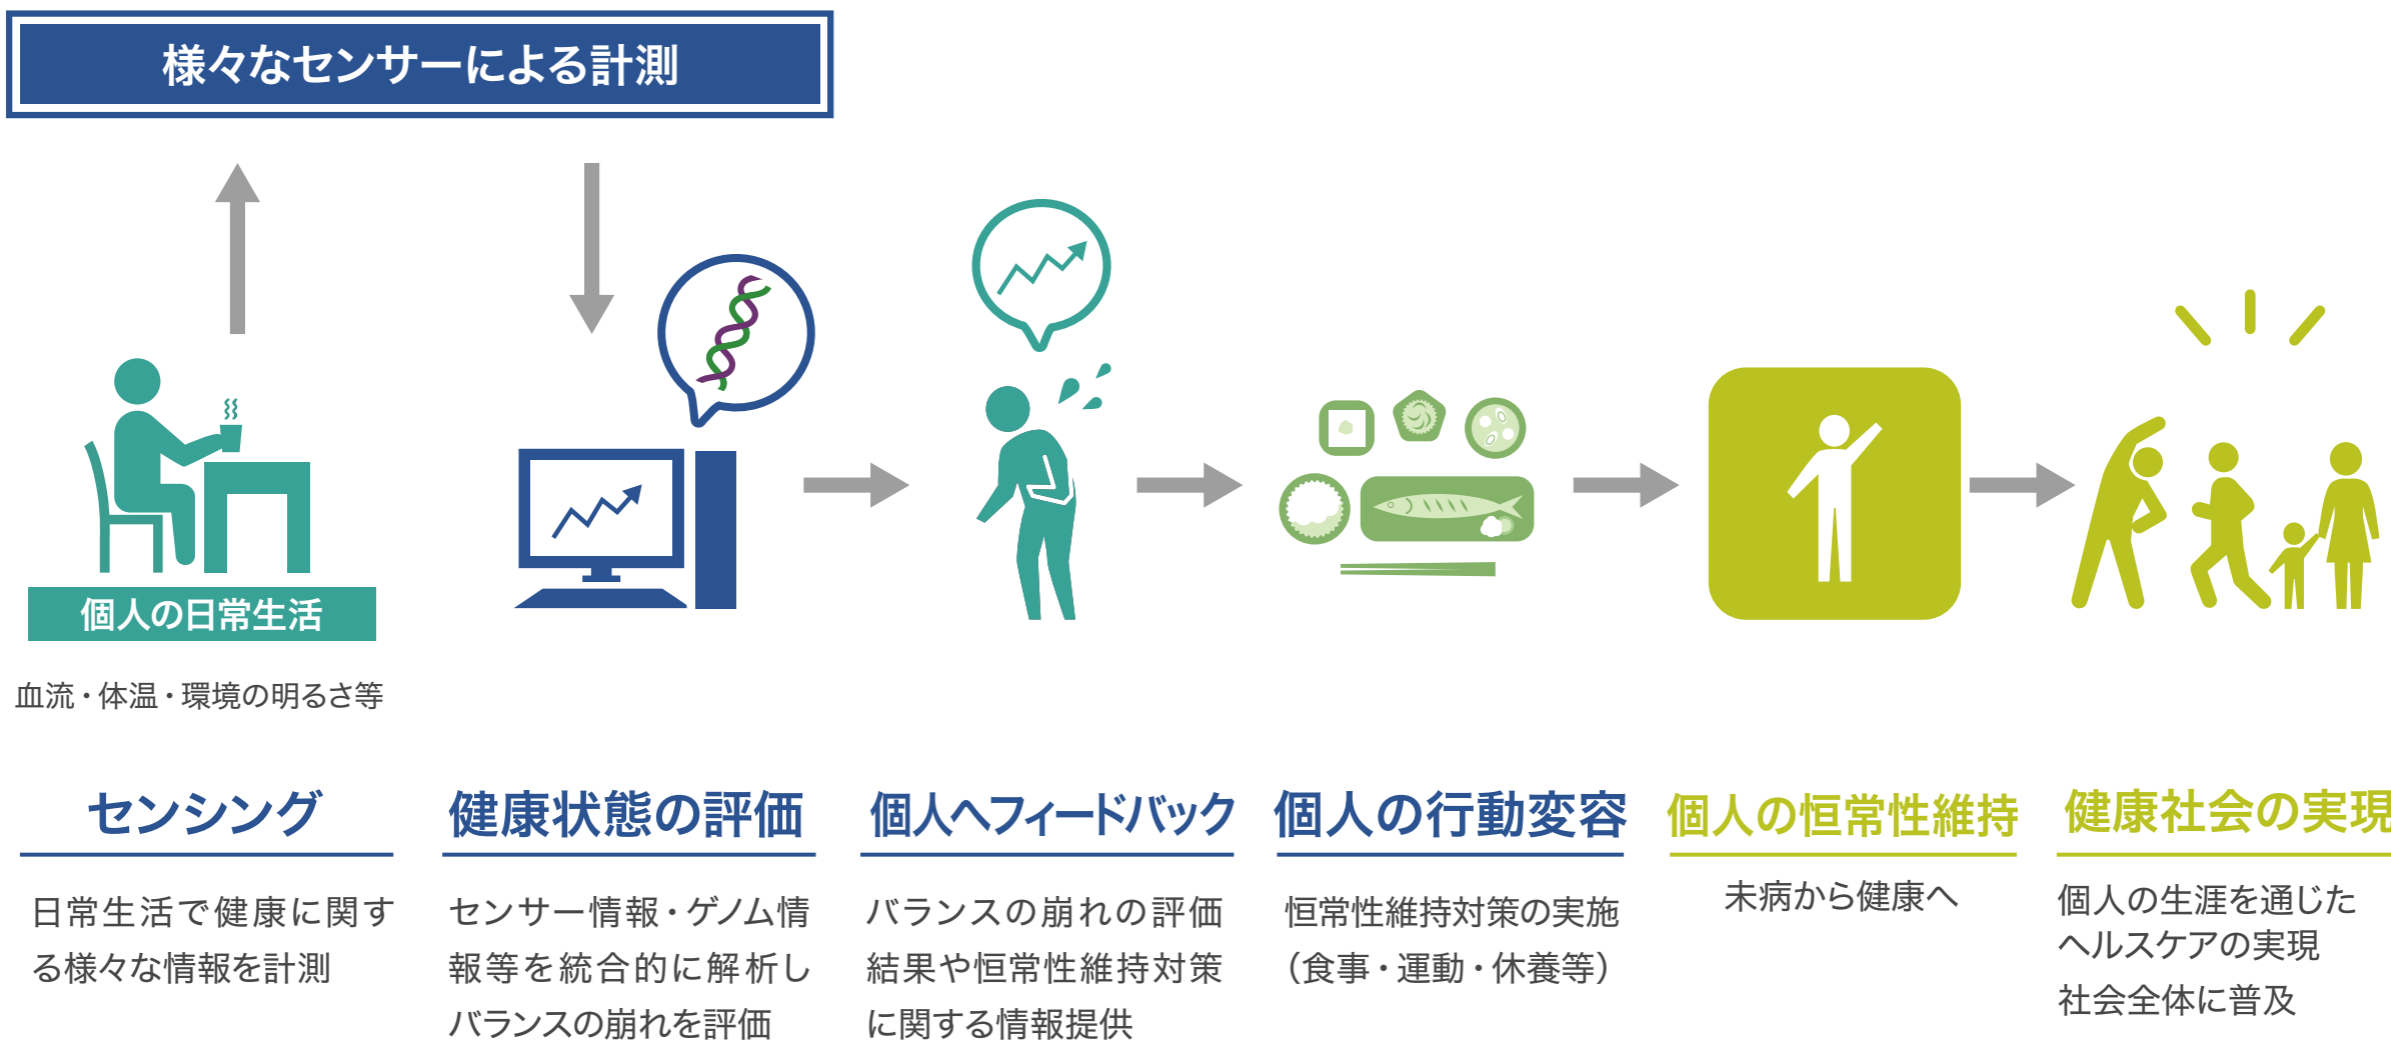 様々なセンサーによる計測
個人の日常生活
血流・体温・環境の明るさ等
センシング
日常生活で健康に関す
る様々な情報を計測
健康状態の評価
センサー情報・ゲノム情
報等を統合的に解析し
バランスの崩れを評価
個人へフィードバック
バランスの崩れの評価
結果や恒常性維持対策
に関する情報提供
個人の行動変容
恒常性維持対策の実施
（食事・運動・休養等）
個人の恒常性維持
未病から健康へ
健康社会の実現
個人の生涯を通じた
ヘルスケアの実現
社会全体に普及